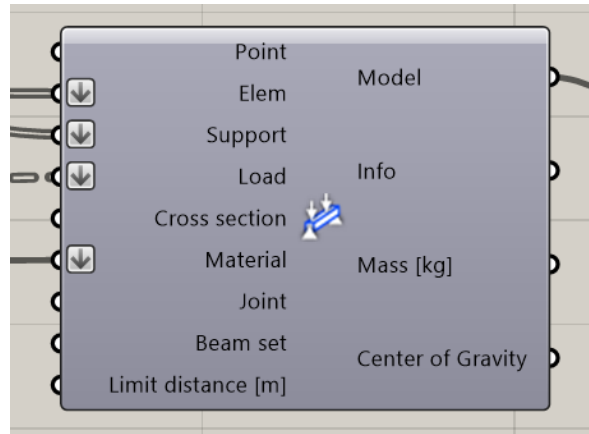 Point
Elem
Support
Load
Cross section
Material
Joint
Beam set
Limit distance [m]
Model
Info
Mass [kg]
Center of Gravity